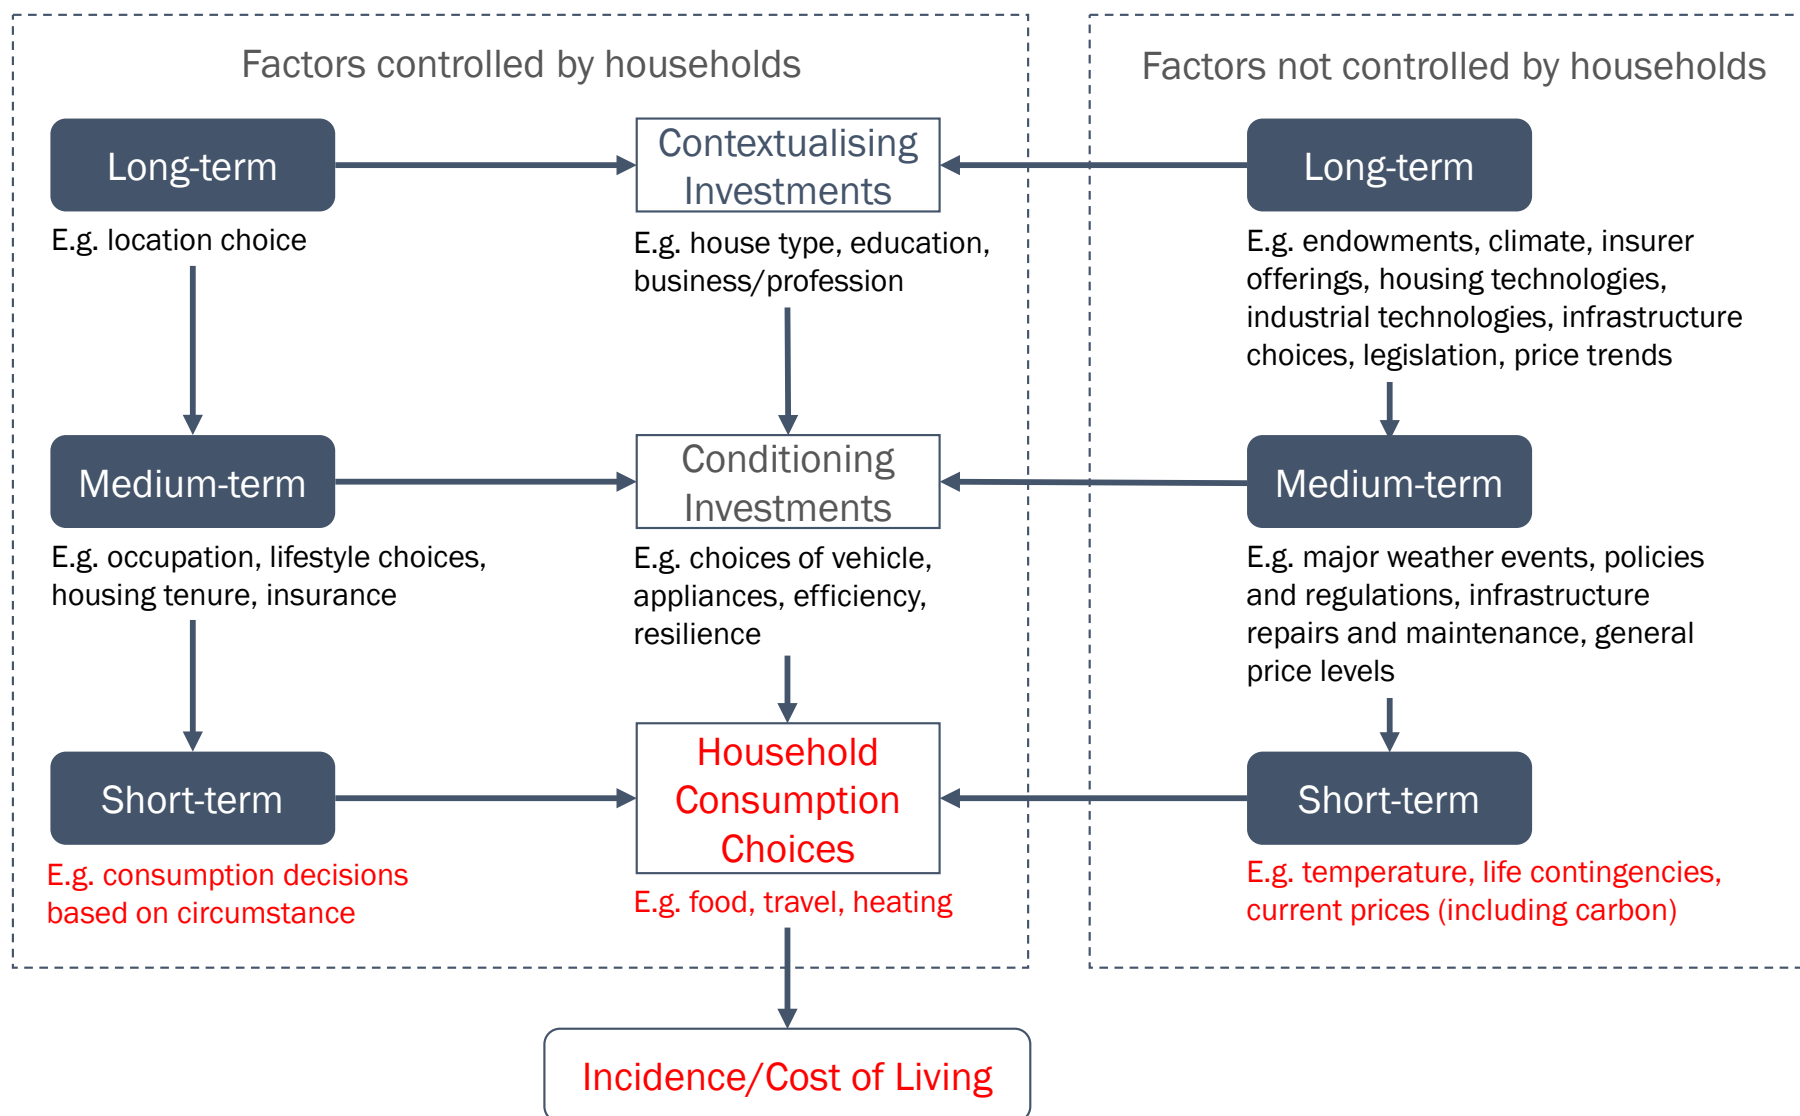 Factors controlled by households
Factors not controlled by households
Long-term
Contextualising
Investments
Long-term
E.g. location choice
E.g. house type, education,
business/profession
E.g. endowments, climate, insurer
offerings, housing technologies,
industrial technologies, infrastructure
choices, legislation, price trends
Medium-term
Conditioning
Investments
Medium-term
E.g. occupation, lifestyle choices,
housing tenure, insurance
E.g. choices of vehicle,
appliances, efficiency,
resilience
E.g. major weather events, policies
and regulations, infrastructure
repairs and maintenance, general
price levels
Short-term
Household
Consumption
Choices
Short-term
E.g. consumption decisions
based on circumstance
E.g. food, travel, heating
E.g. temperature, life contingencies,
current prices (including carbon)
Incidence/Cost of Living